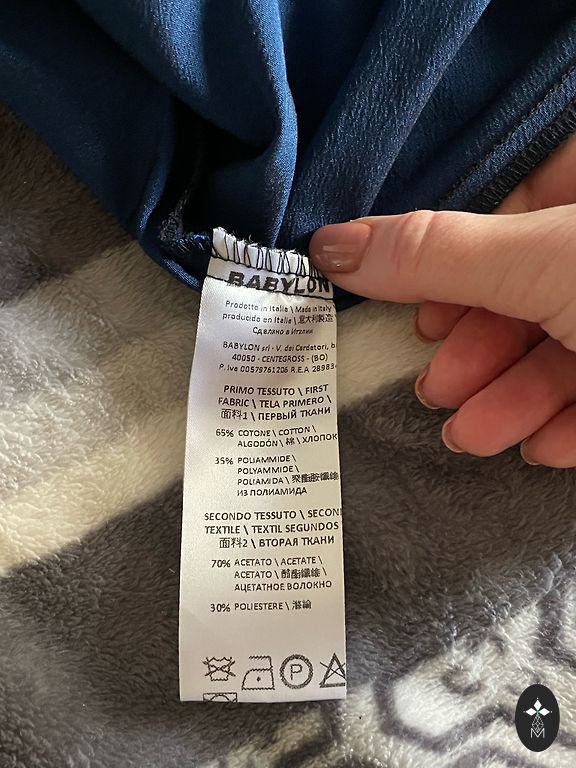 BABYLON
Prodotto in Italia \ Made in Italy
producido en Italia \ 意大利製造
Сделано в Италии
BABYLON srl - V. dei Cardatori, b
40050 - CENTEGROSS - (BO)
P. iva 00579761206 R.E.A 28983
PRIMO TESSUTO \ FIRST
FABRIC \ TELA PRIMERO \
面料1 \ ПЕРВЫЙ ТКАНИ
65% COTONE \ COTTON \
ALGODÓN \ 棉 \ ХЛОПОК
35% POLIAMMIDE \
POLYAMMIDE \
POLIAMIDA \ 聚酰胺纖維
ИЗ ПОЛИАМИДА
SECONDO TESSUTO \ SECON
TEXTILE \ TEXTIL SEGUNDOS
面料2 \ ВТОРАЯ ТКАНИ
70% ACETATO \ ACETATE \
ACETATO \ 醋酯纖維 \
АЦЕТАТНОЕ ВОЛОКНО
30% POLIESTERE \ 滌綸
P
M